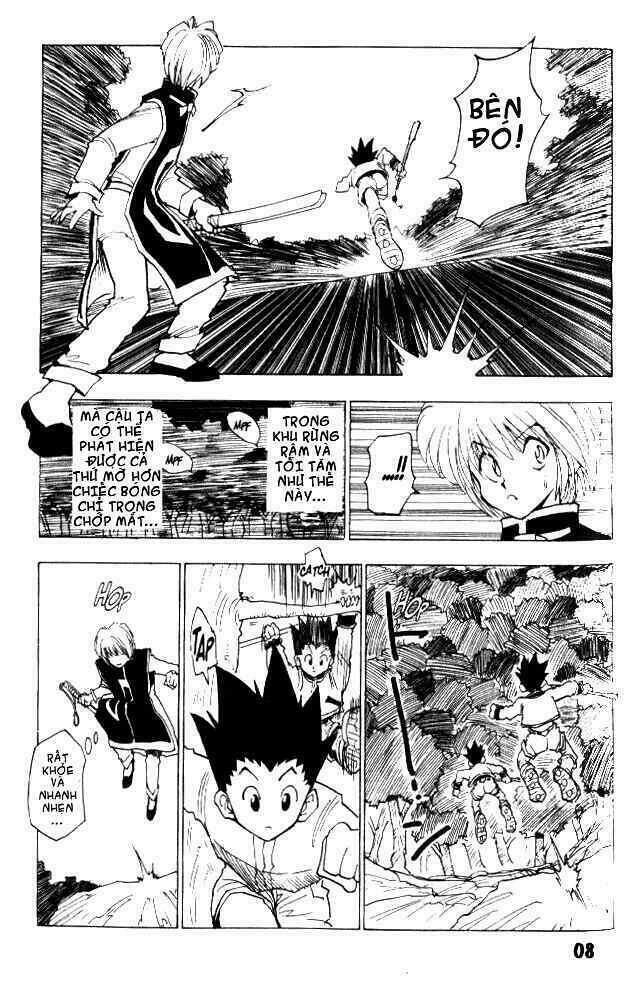 BÊN
ĐÓ!
...!!
TRONG
KHU RỪNG
RẬM VÀ
TỐI TĂM
NHƯ THẾ
NÀY...
MPF
MPF
MÀ CẬU TA
CÓ THỂ
PHÁT HIỆN
ĐƯỢC CẢ
THỨ MỜ HƠN
CHIẾC BÓNG
CHỈ TRONG
CHỚP MẮT...
HOP
CATCH
TAP
HOP
RẤT
KHỎE
VÀ
NHANH
NHẸN
...
08